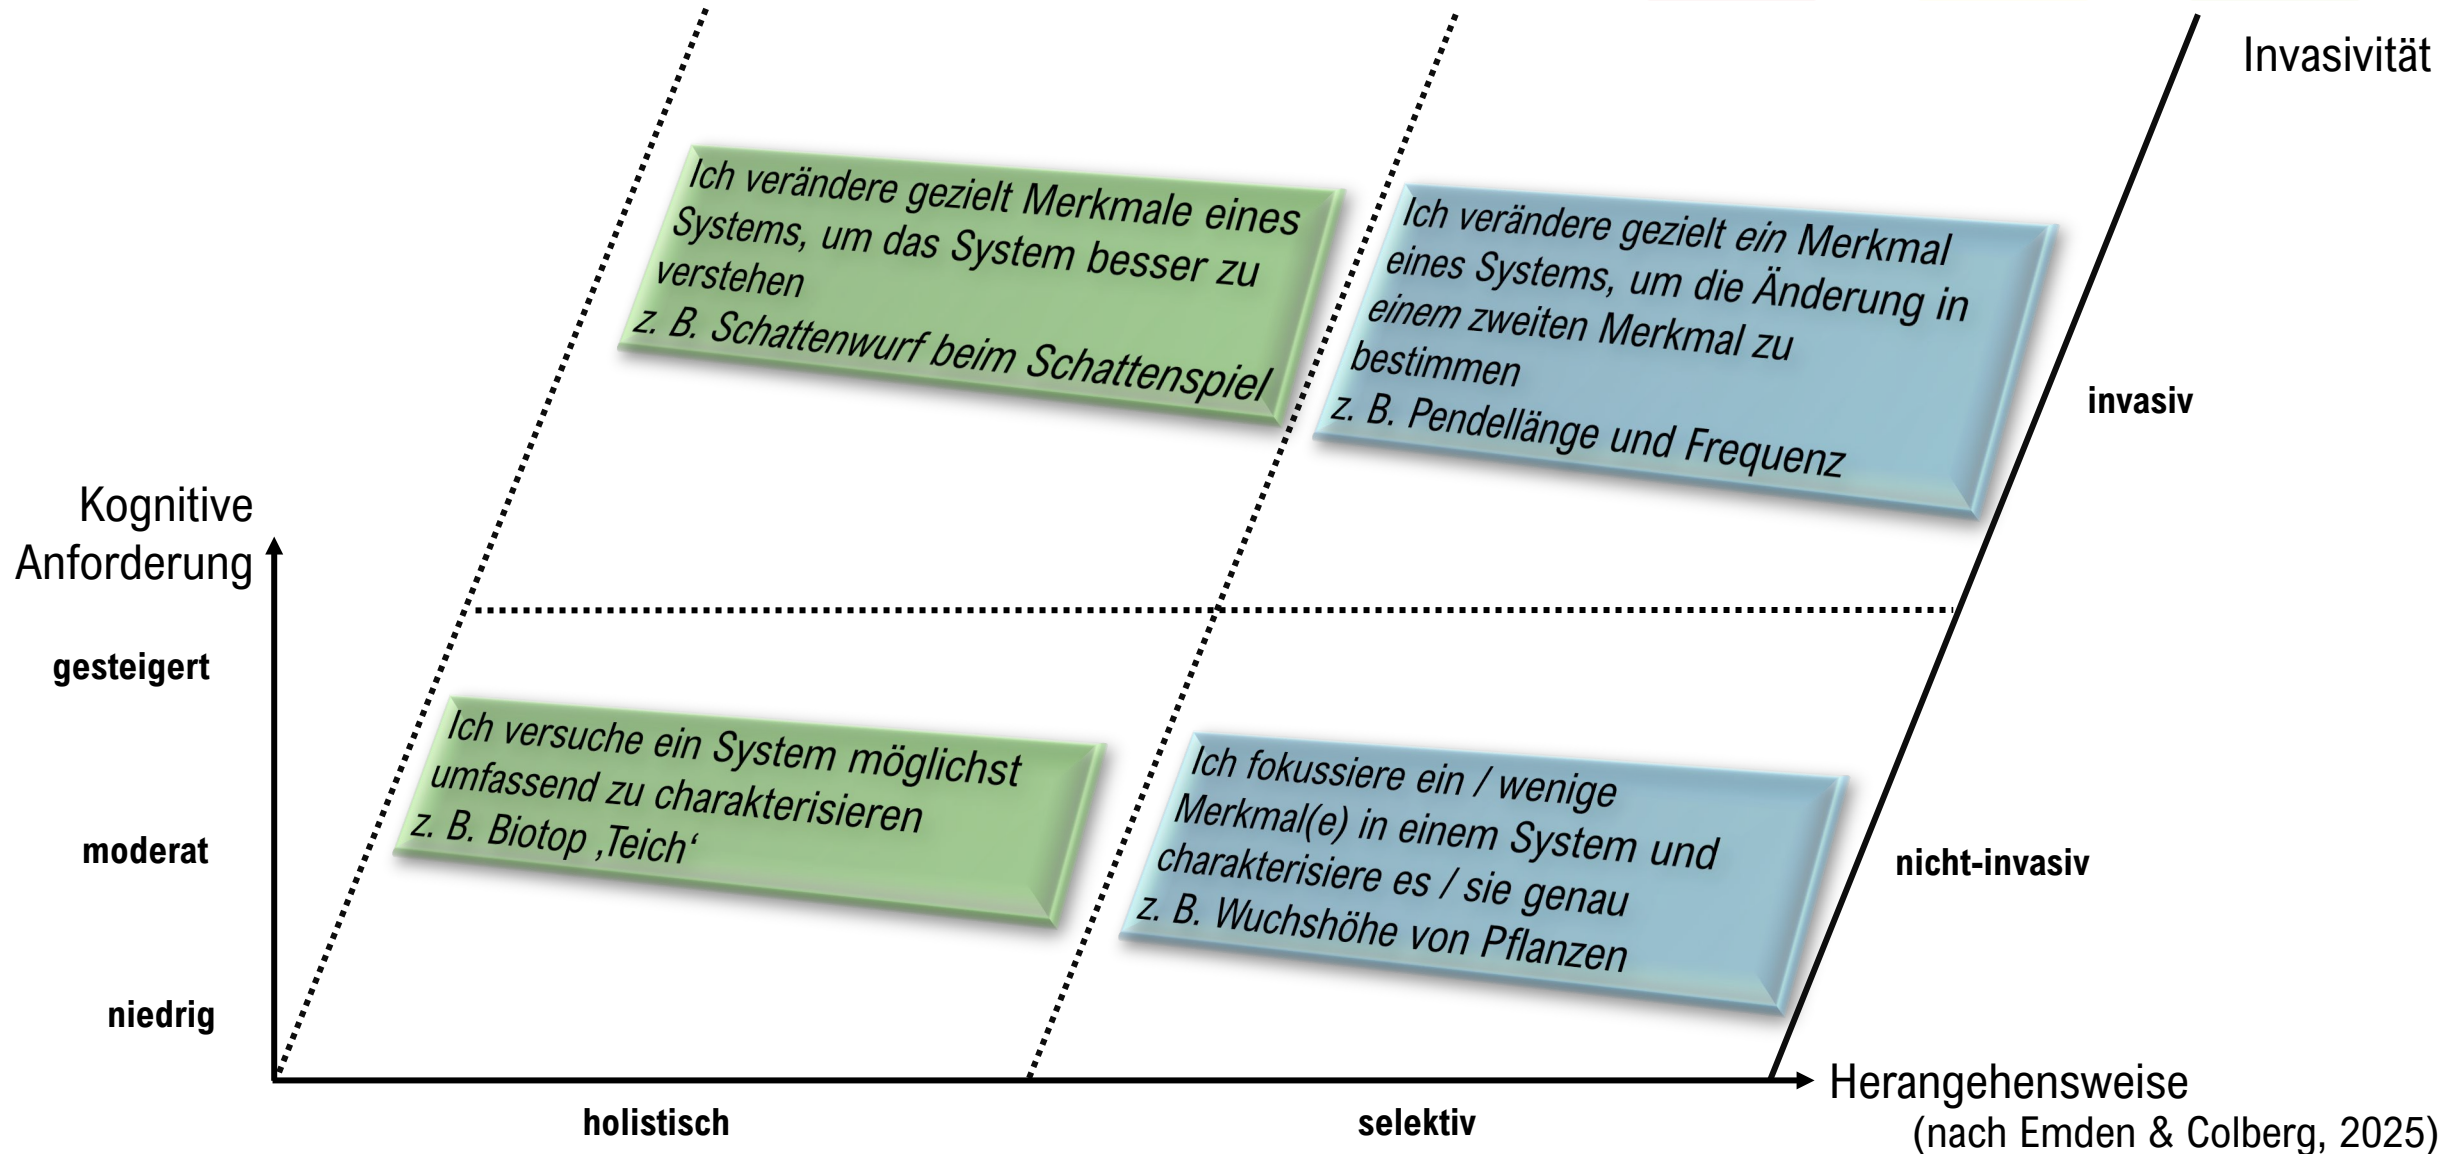 Invasivität
Ich verändere gezielt Merkmale eines
Systems, um das System besser zu
verstehen
z. B. Schattenwurf beim Schattenspiel
Ich verändere gezielt ein Merkmal
eines Systems, um die Änderung in
einem zweiten Merkmal zu
bestimmen
z. B. Pendellänge und Frequenz
invasiv
Kognitive
Anforderung
gesteigert
moderat
niedrig
Ich versuche ein System möglichst
umfassend zu charakterisieren
z. B. Biotop ‚Teich‘
Ich fokussiere ein / wenige
Merkmal(e) in einem System und
charakterisiere es / sie genau
z. B. Wuchshöhe von Pflanzen
nicht-invasiv
Herangehensweise
holistisch
selektiv
(nach Emden & Colberg, 2025)